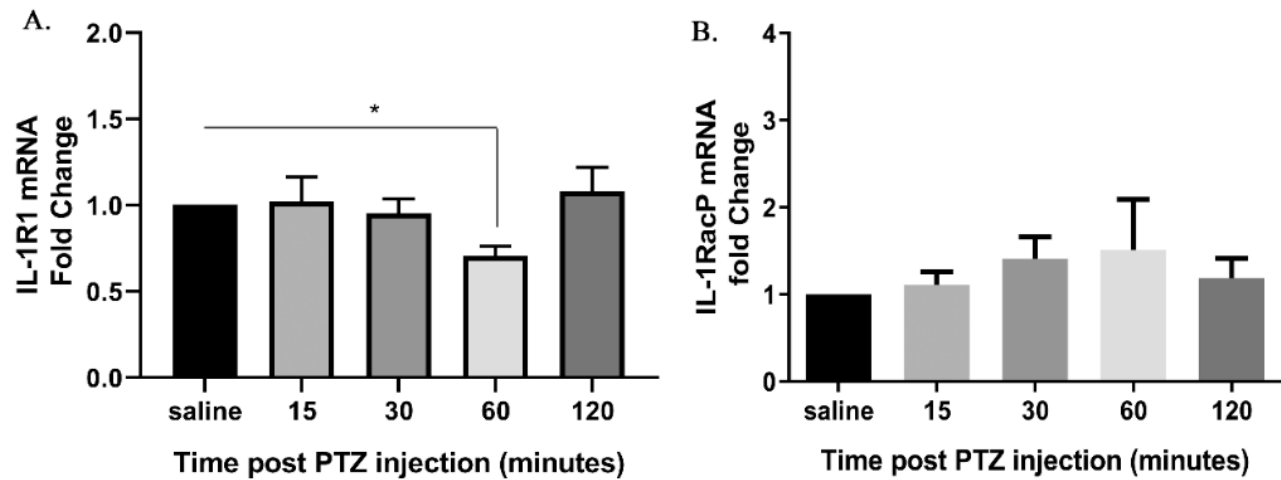 A.
IL-1R1 mRNA
Fold Change
2.0
1.5
1.0
0.5
0.0
*
saline 15 30 60 120
Time post PTZ injection (minutes)
B.
IL-1RacP mRNA
fold Change
4
3
2
1
0
saline 15 30 60 120
Time post PTZ injection (minutes)